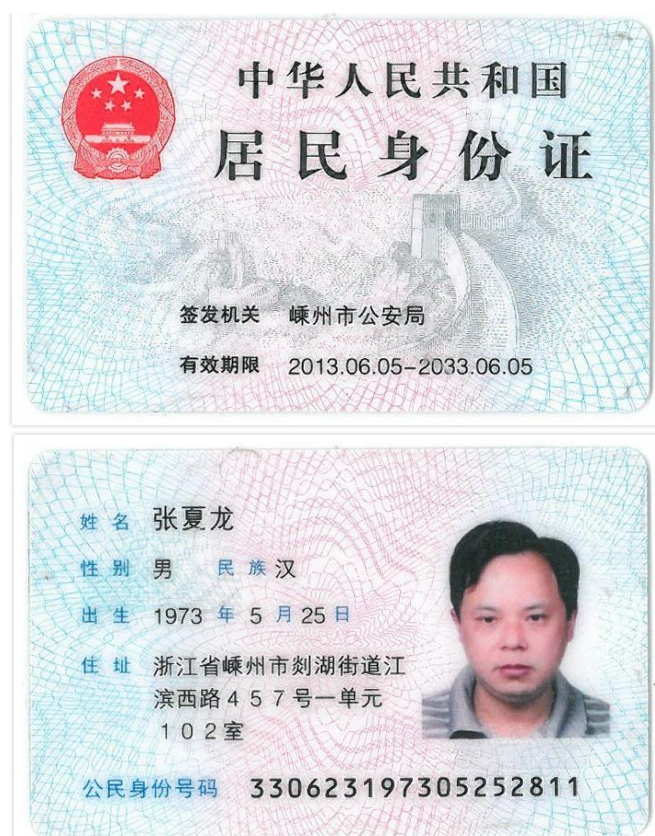 中华人民共和国
居民身份证
签发机关 嵊州市公安局
有效期限 2013.06.05-2033.06.05
姓名 张夏龙
性别 男 民族 汉
出生 1973 年 5 月 25 日
住址 浙江省嵊州市剡湖街道江
滨西路457号一单元
102室
公民身份号码 330623197305252811